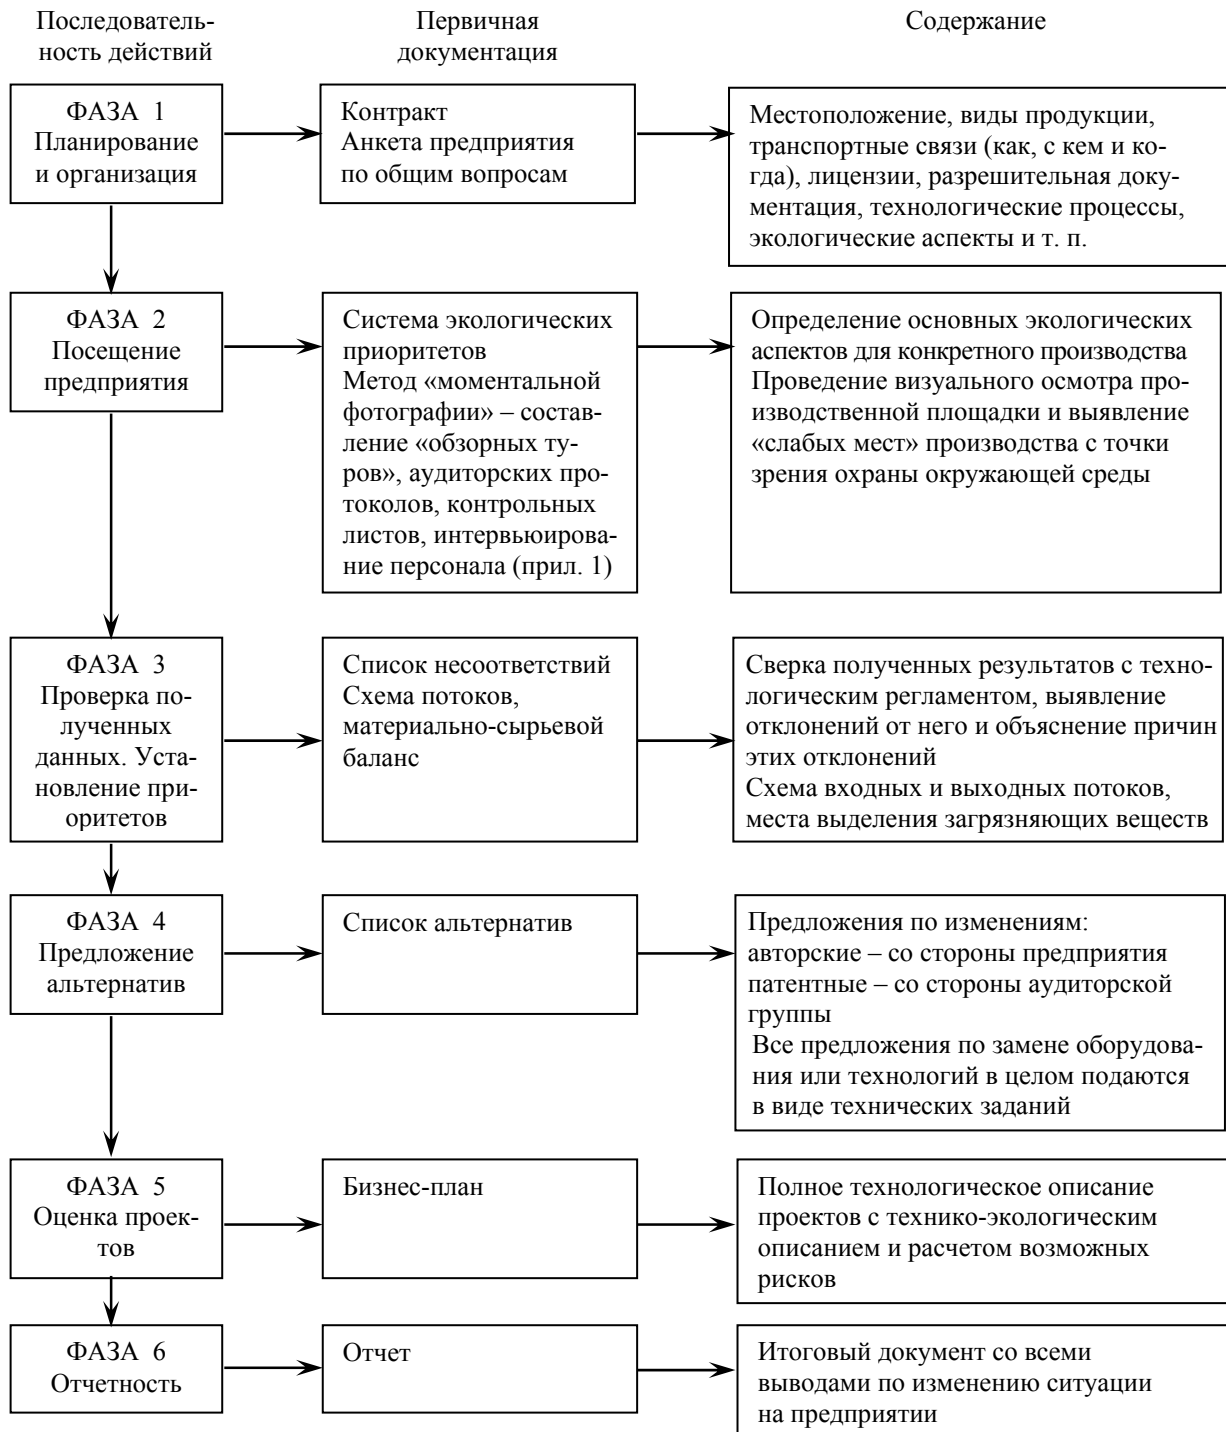 Последователь-
ность действий
Первичная
документация
Содержание
ФАЗА 1
Планирование
и организация
Контракт
Анкета предприятия
по общим вопросам
Местоположение, виды продукции,
транспортные связи (как, с кем и ко-
гда), лицензии, разрешительная доку-
ментация, технологические процессы,
экологические аспекты и т. п.
ФАЗА 2
Посещение
предприятия
Система экологических
приоритетов
Метод «моментальной
фотографии» – состав-
ление «обзорных ту-
ров», аудиторских про-
токолов, контрольных
листов, интервьюирова-
ние персонала (прил. 1)
Определение основных экологических
аспектов для конкретного производства
Проведение визуального осмотра про-
изводственной площадки и выявление
«слабых мест» производства с точки
зрения охраны окружающей среды
ФАЗА 3
Проверка по-
лученных
данных. Уста-
новление при-
оритетов
Список несоответствий
Схема потоков,
материально-сырьевой
баланс
Сверка полученных результатов с техно-
логическим регламентом, выявление
отклонений от него и объяснение причин
этих отклонений
Схема входных и выходных потоков,
места выделения загрязняющих веществ
ФАЗА 4
Предложение
альтернатив
Список альтернатив
Предложения по изменениям:
авторские – со стороны предприятия
патентные – со стороны аудиторской
группы
Все предложения по замене оборудова-
ния или технологий в целом подаются
в виде технических заданий
ФАЗА 5
Оценка проек-
тов
Бизнес-план
Полное технологическое описание
проектов с технико-экологическим
описанием и расчетом возможных
рисков
ФАЗА 6
Отчетность
Отчет
Итоговый документ со всеми
выводами по изменению ситуации
на предприятии